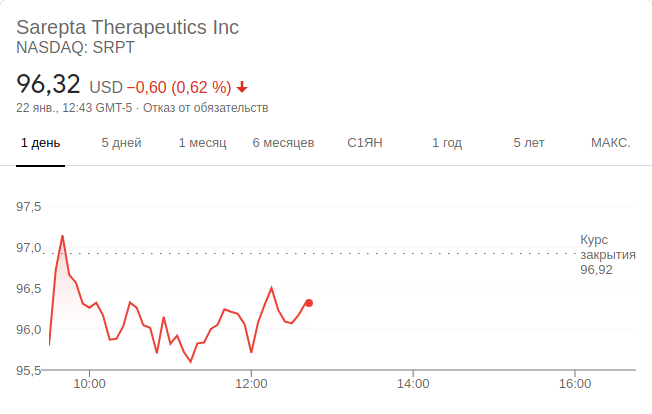 Sarepta Therapeutics Inc
NASDAQ: SRPT
96,32 USD −0,60 (0,62 %)
22 янв., 12:43 GMT-5 · Отказ от обязательств
1 день 5 дней 1 месяц 6 месяцев С1ЯН 1 год 5 лет МАКС.
97,5
97,0
96,5
96,0
95,5
Курс
закрытия
96,92
10:00 12:00 14:00 16:00